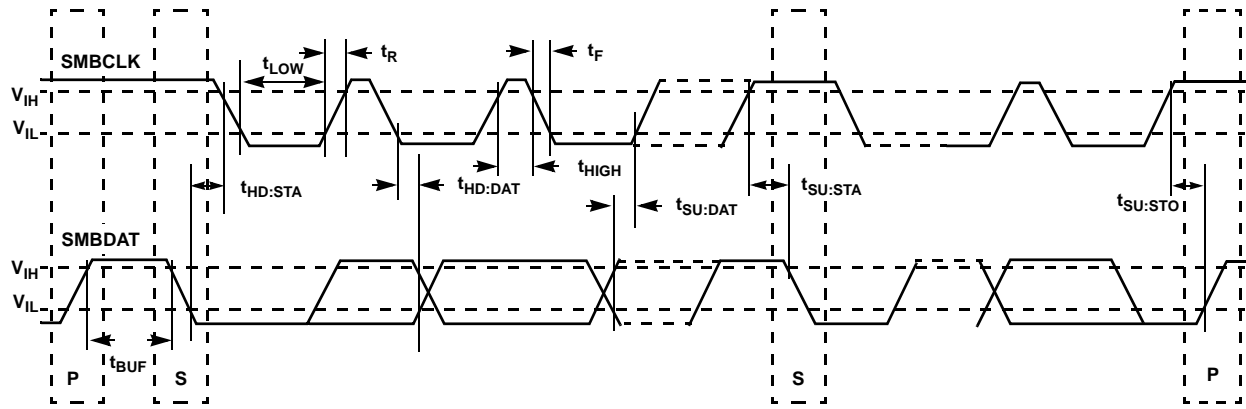 SMBCLK
tLOW
tR
tF
VIH
VIL
tHD:STA
tHD:DAT
tHIGH
tSU:DAT
tSU:STA
tSU:STO
SMBDAT
VIH
VIL
tBUF
P
S
S
P